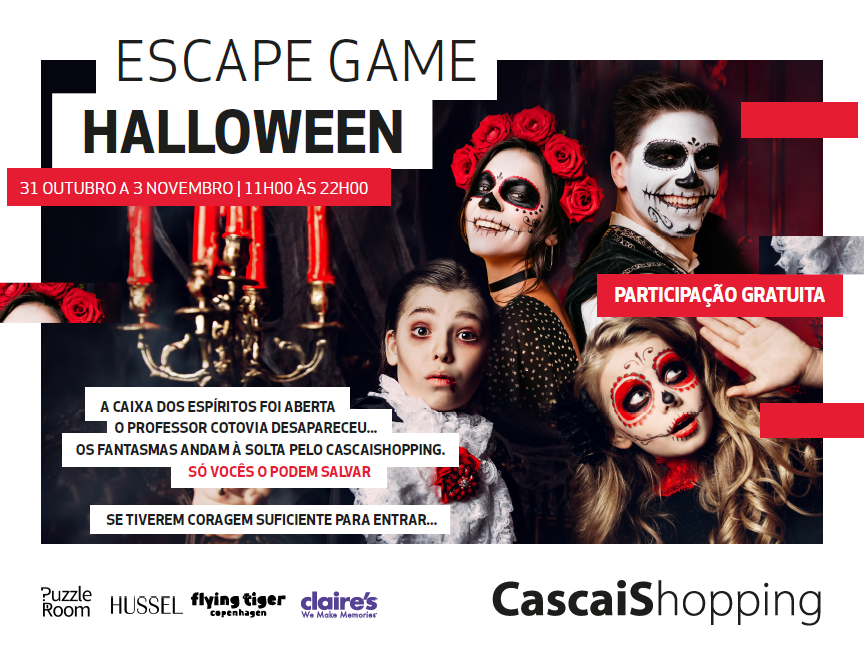 ESCAPE GAME
HALLOWEEN
31 OUTUBRO A 3 NOVEMBRO | 11H00 ÀS 22H00
PARTICIPAÇÃO GRATUITA
A CAIXA DOS ESPÍRITOS FOI ABERTA
O PROFESSOR COTOVIA DESAPARECEU...
OS FANTASMAS ANDAM À SOLTA PELO CASCAISHOPPING.
SÓ VOCÊS O PODEM SALVAR
SE TIVEREM CORAGEM SUFICIENTE PARA ENTRAR...
Puzzle
Room
HUSSEL
flying tiger
copenhagen
claire's
We Make Memories
CascaiShopping